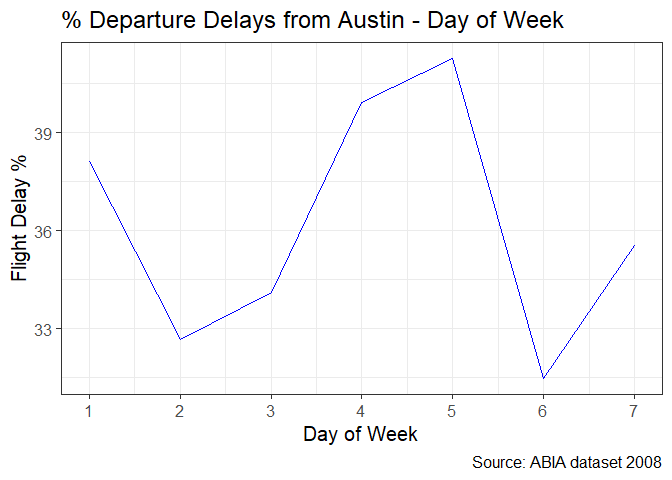 % Departure Delays from Austin - Day of Week
Flight Delay %
39
36
33
1 2 3 4 5 6 7
Day of Week
Source: ABIA dataset 2008